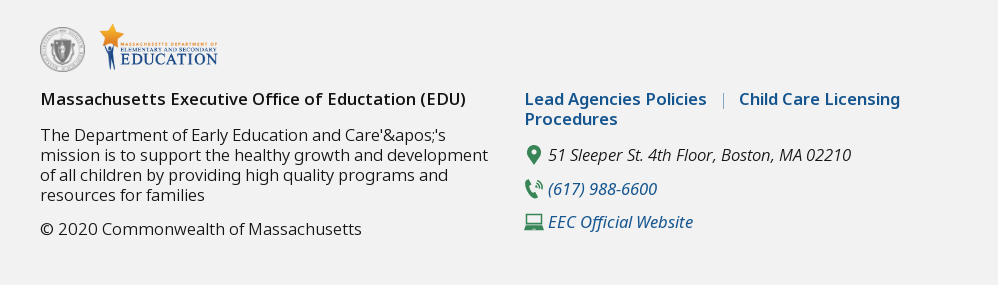 MASSACHUSETTS DEPARTMENT OF
ELEMENTARY AND SECONDARY
EDUCATION
Massachusetts Executive Office of Eductation (EDU)
The Department of Early Education and Care'&apos;'s
mission is to support the healthy growth and development
of all children by providing high quality programs and
resources for families
© 2020 Commonwealth of Massachusetts
Lead Agencies Policies | Child Care Licensing
Procedures
51 Sleeper St. 4th Floor, Boston, MA 02210
(617) 988-6600
EEC Official Website